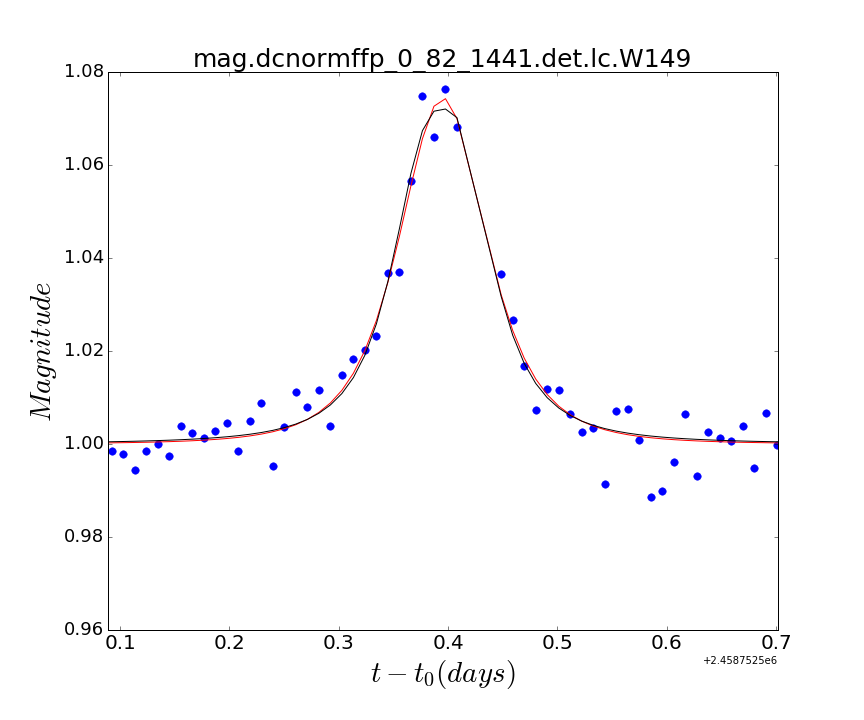 mag.dcnormffp_0_82_1441.det.lc.W149
1.08
1.06
1.04
1.02
1.00
0.98
0.96
Magnitude
0.1 0.2 0.3 0.4 0.5 0.6 0.7
+2.4587525e6
t − t₀(days)